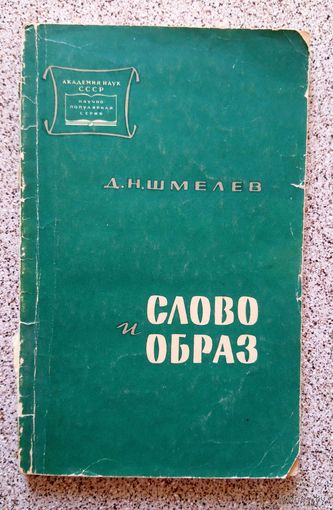 АКАДЕМИЯ НАУК
СССР
НАУЧНО
ПОПУЛЯРНАЯ
СЕРИЯ
Д.Н.ШМЕЛЕВ
СЛОВО
и
ОБРАЗ